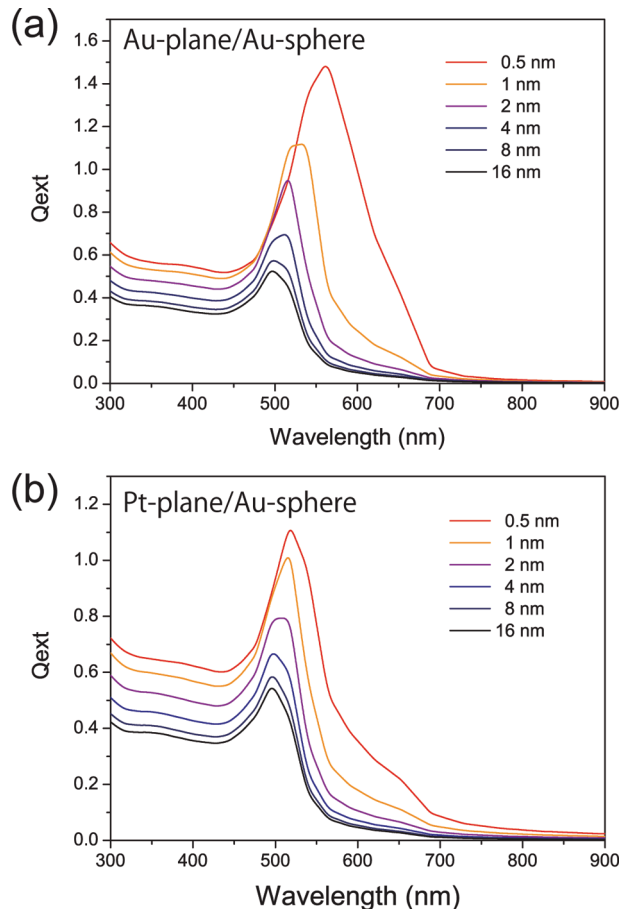 (a)
Au-plane/Au-sphere
0.5 nm
1 nm
2 nm
4 nm
8 nm
16 nm
1.6
1.4
1.2
1.0
0.8
0.6
0.4
0.2
0.0
Qext
300 400 500 600 700 800 900
Wavelength (nm)
(b)
Pt-plane/Au-sphere
0.5 nm
1 nm
2 nm
4 nm
8 nm
16 nm
1.2
1.0
0.8
0.6
0.4
0.2
0.0
Qext
300 400 500 600 700 800 900
Wavelength (nm)